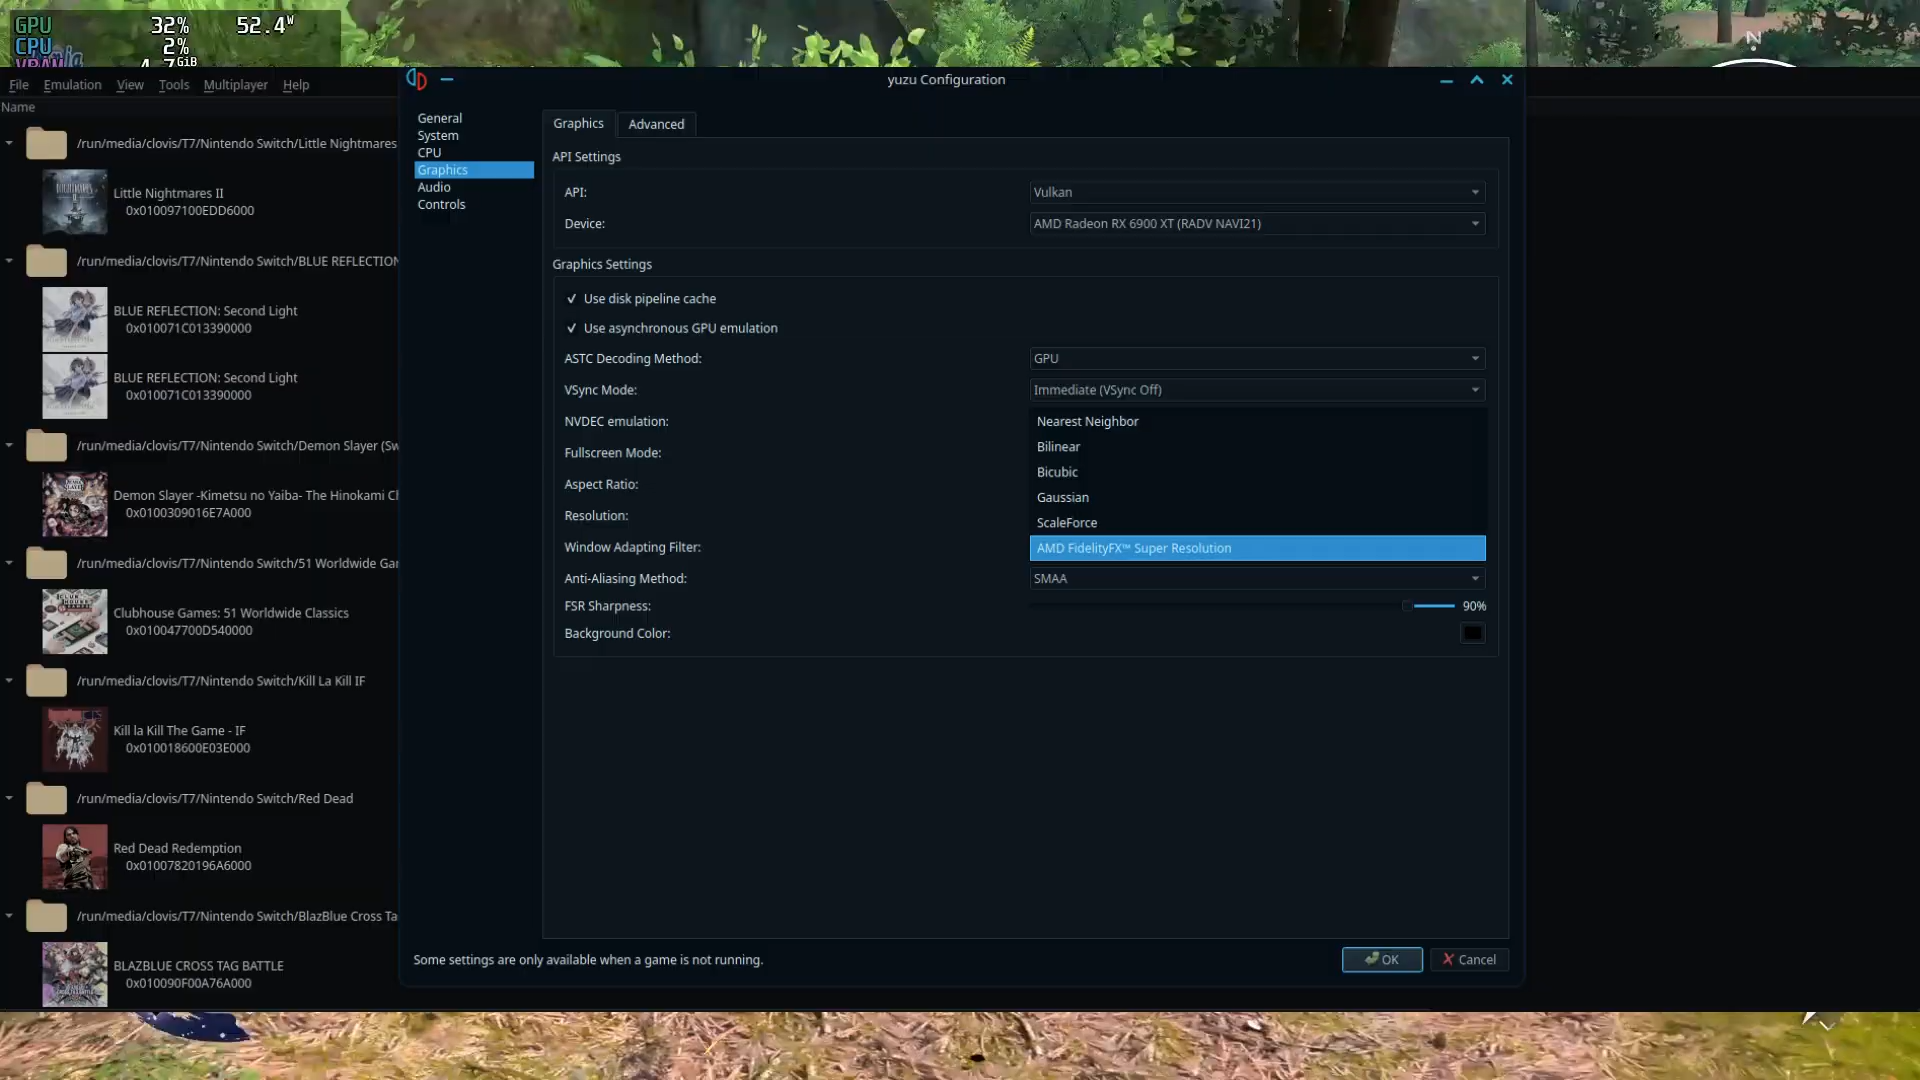 GPU 32% 52.4W
CPU 2%
VRAM 4.7GiB
N
yuzu Configuration
File Emulation View Tools Multiplayer Help
Name
/run/media/clovis/T7/Nintendo Switch/Little Nightmares
Little Nightmares II
0x010097100EDD6000
/run/media/clovis/T7/Nintendo Switch/BLUE REFLECTION
BLUE REFLECTION: Second Light
0x010071C013390000
BLUE REFLECTION: Second Light
0x010071C013390000
/run/media/clovis/T7/Nintendo Switch/Demon Slayer (Sw
Demon Slayer -Kimetsu no Yaiba- The Hinokami Ch
0x0100309016E7A000
/run/media/clovis/T7/Nintendo Switch/51 Worldwide Gar
Clubhouse Games: 51 Worldwide Classics
0x010047700D540000
/run/media/clovis/T7/Nintendo Switch/Kill La Kill IF
Kill la Kill The Game - IF
0x010018600E03E000
/run/media/clovis/T7/Nintendo Switch/Red Dead
Red Dead Redemption
0x01007820196A6000
/run/media/clovis/T7/Nintendo Switch/BlazBlue Cross Ta
BLAZBLUE CROSS TAG BATTLE
0x010090F00A76A000
General
System
CPU
Graphics
Audio
Controls
Graphics Advanced
API Settings
API: Vulkan
Device: AMD Radeon RX 6900 XT (RADV NAVI21)
Graphics Settings
✓ Use disk pipeline cache
✓ Use asynchronous GPU emulation
ASTC Decoding Method: GPU
VSync Mode: Immediate (VSync Off)
NVDEC emulation: Nearest Neighbor
Bilinear
Fullscreen Mode:
Bicubic
Aspect Ratio:
Gaussian
Resolution:
ScaleForce
Window Adapting Filter: AMD FidelityFX™ Super Resolution
Anti-Aliasing Method: SMAA
FSR Sharpness: 90%
Background Color:
Some settings are only available when a game is not running.
OK Cancel